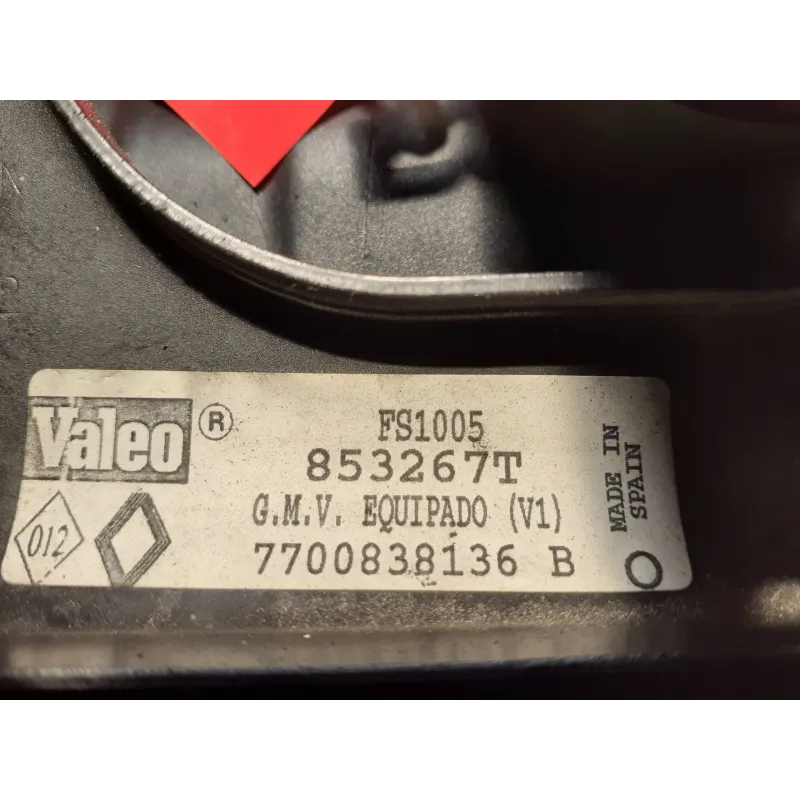 Valeo ®
FS1005
853267T
G.M.V. EQUIPADO (V1)
7700838136 B
012
MADE IN
SPAIN